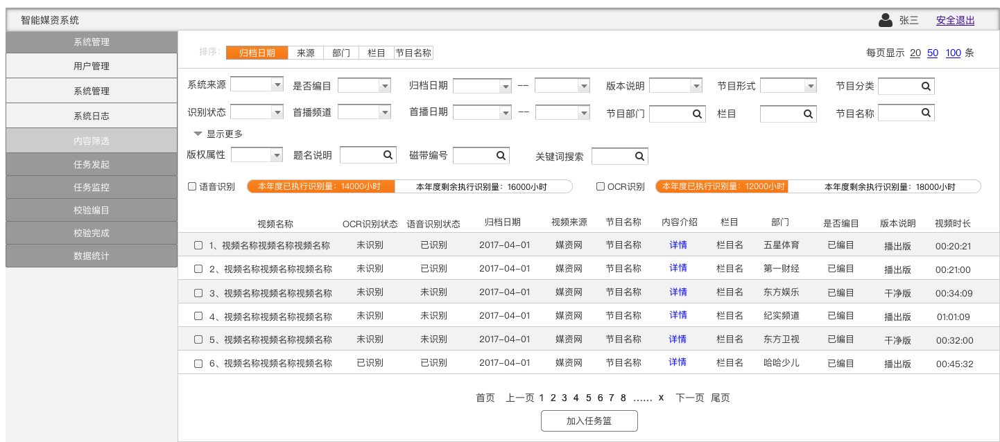 智能媒资系统 张三 安全退出
系统管理
用户管理
系统管理
系统日志
内容筛选
任务发起
任务监控
校验编目
校验完成
数据统计
排序: 归档日期 来源 部门 栏目 节目名称 每页显示 20 50 100 条
系统来源 是否编目 归档日期 -- 版本说明 节目形式 节目分类
识别状态 首播频道 首播日期 -- 节目部门 栏目 节目名称
显示更多
版权属性 题名说明 磁带编号 关键词搜索
语音识别 本年度已执行识别量：14000小时 本年度剩余执行识别量：16000小时 OCR识别 本年度已执行识别量：12000小时 本年度剩余执行识别量：18000小时
视频名称 OCR识别状态 语音识别状态 归档日期 视频来源 节目名称 内容介绍 栏目 部门 是否编目 版本说明 视频时长
1、视频名称视频名称视频名称 未识别 已识别 2017-04-01 媒资网 节目名称 详情 栏目名 五星体育 已编目 播出版 00:20:21
2、视频名称视频名称视频名称 未识别 已识别 2017-04-01 媒资网 节目名称 详情 栏目名 第一财经 已编目 播出版 00:21:00
3、视频名称视频名称视频名称 未识别 未识别 2017-04-01 媒资网 节目名称 详情 栏目名 东方娱乐 已编目 干净版 00:34:09
4、视频名称视频名称视频名称 未识别 未识别 2017-04-01 媒资网 节目名称 详情 栏目名 纪实频道 已编目 播出版 01:01:09
5、视频名称视频名称视频名称 未识别 未识别 2017-04-01 媒资网 节目名称 详情 栏目名 东方卫视 已编目 干净版 00:32:00
6、视频名称视频名称视频名称 已识别 已识别 2017-04-01 媒资网 节目名称 详情 栏目名 哈哈少儿 已编目 播出版 00:45:32
首页 上一页 1 2 3 4 5 6 7 8 …… x 下一页 尾页
加入任务篮